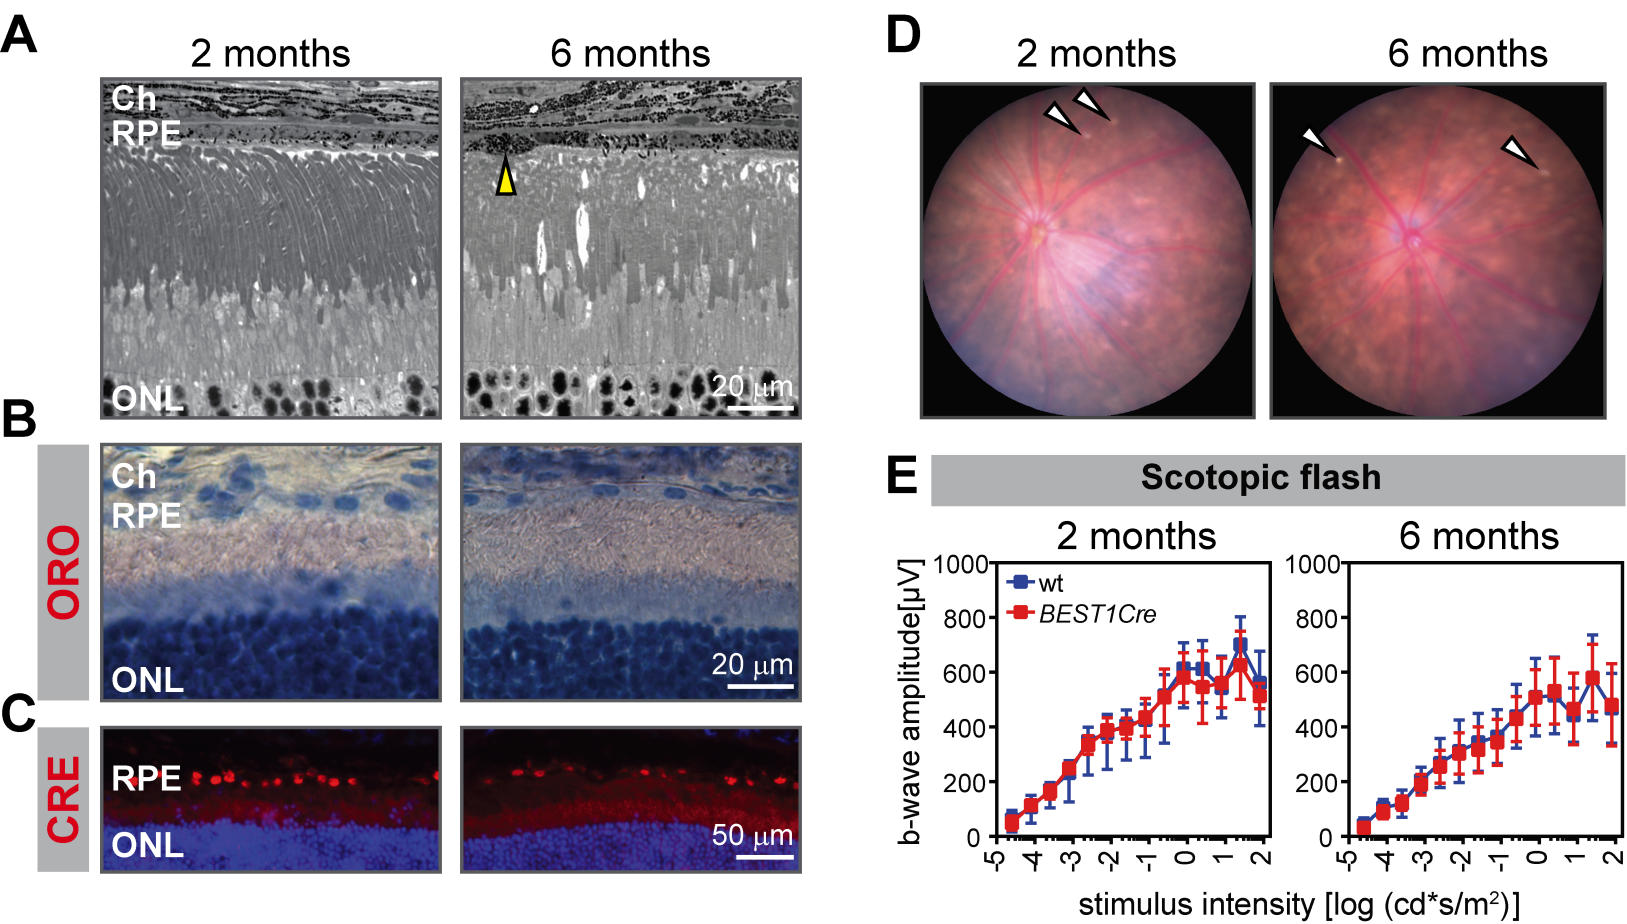 A
2 months
6 months
Ch
RPE
ONL
20 µm
B
ORO
Ch
RPE
ONL
20 µm
C
CRE
RPE
ONL
50 µm
D
2 months
6 months
E
Scotopic flash
2 months
6 months
b-wave amplitude[µV]
1000
800
600
400
200
0
wt
BEST1Cre
-5 -4 -3 -2 -1 0 1 2
1000
800
600
400
200
0
-5 -4 -3 -2 -1 0 1 2
stimulus intensity [log (cd*s/m²)]